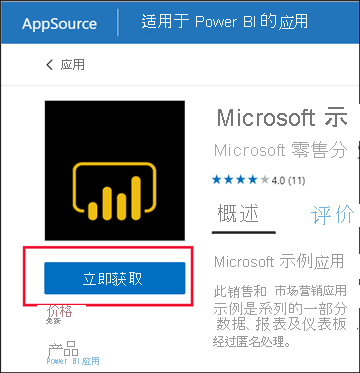 AppSource 适用于 Power BI 的应用
应用
Microsoft 示
Microsoft 零售分
4.0 (11)
概述 评价
立即获取
Microsoft 示例应用
此销售和 市场营销应用
示例是系列的一部分
数据、报表及仪表板
经过匿名处理。
价格
免费
产品
Power BI 应用